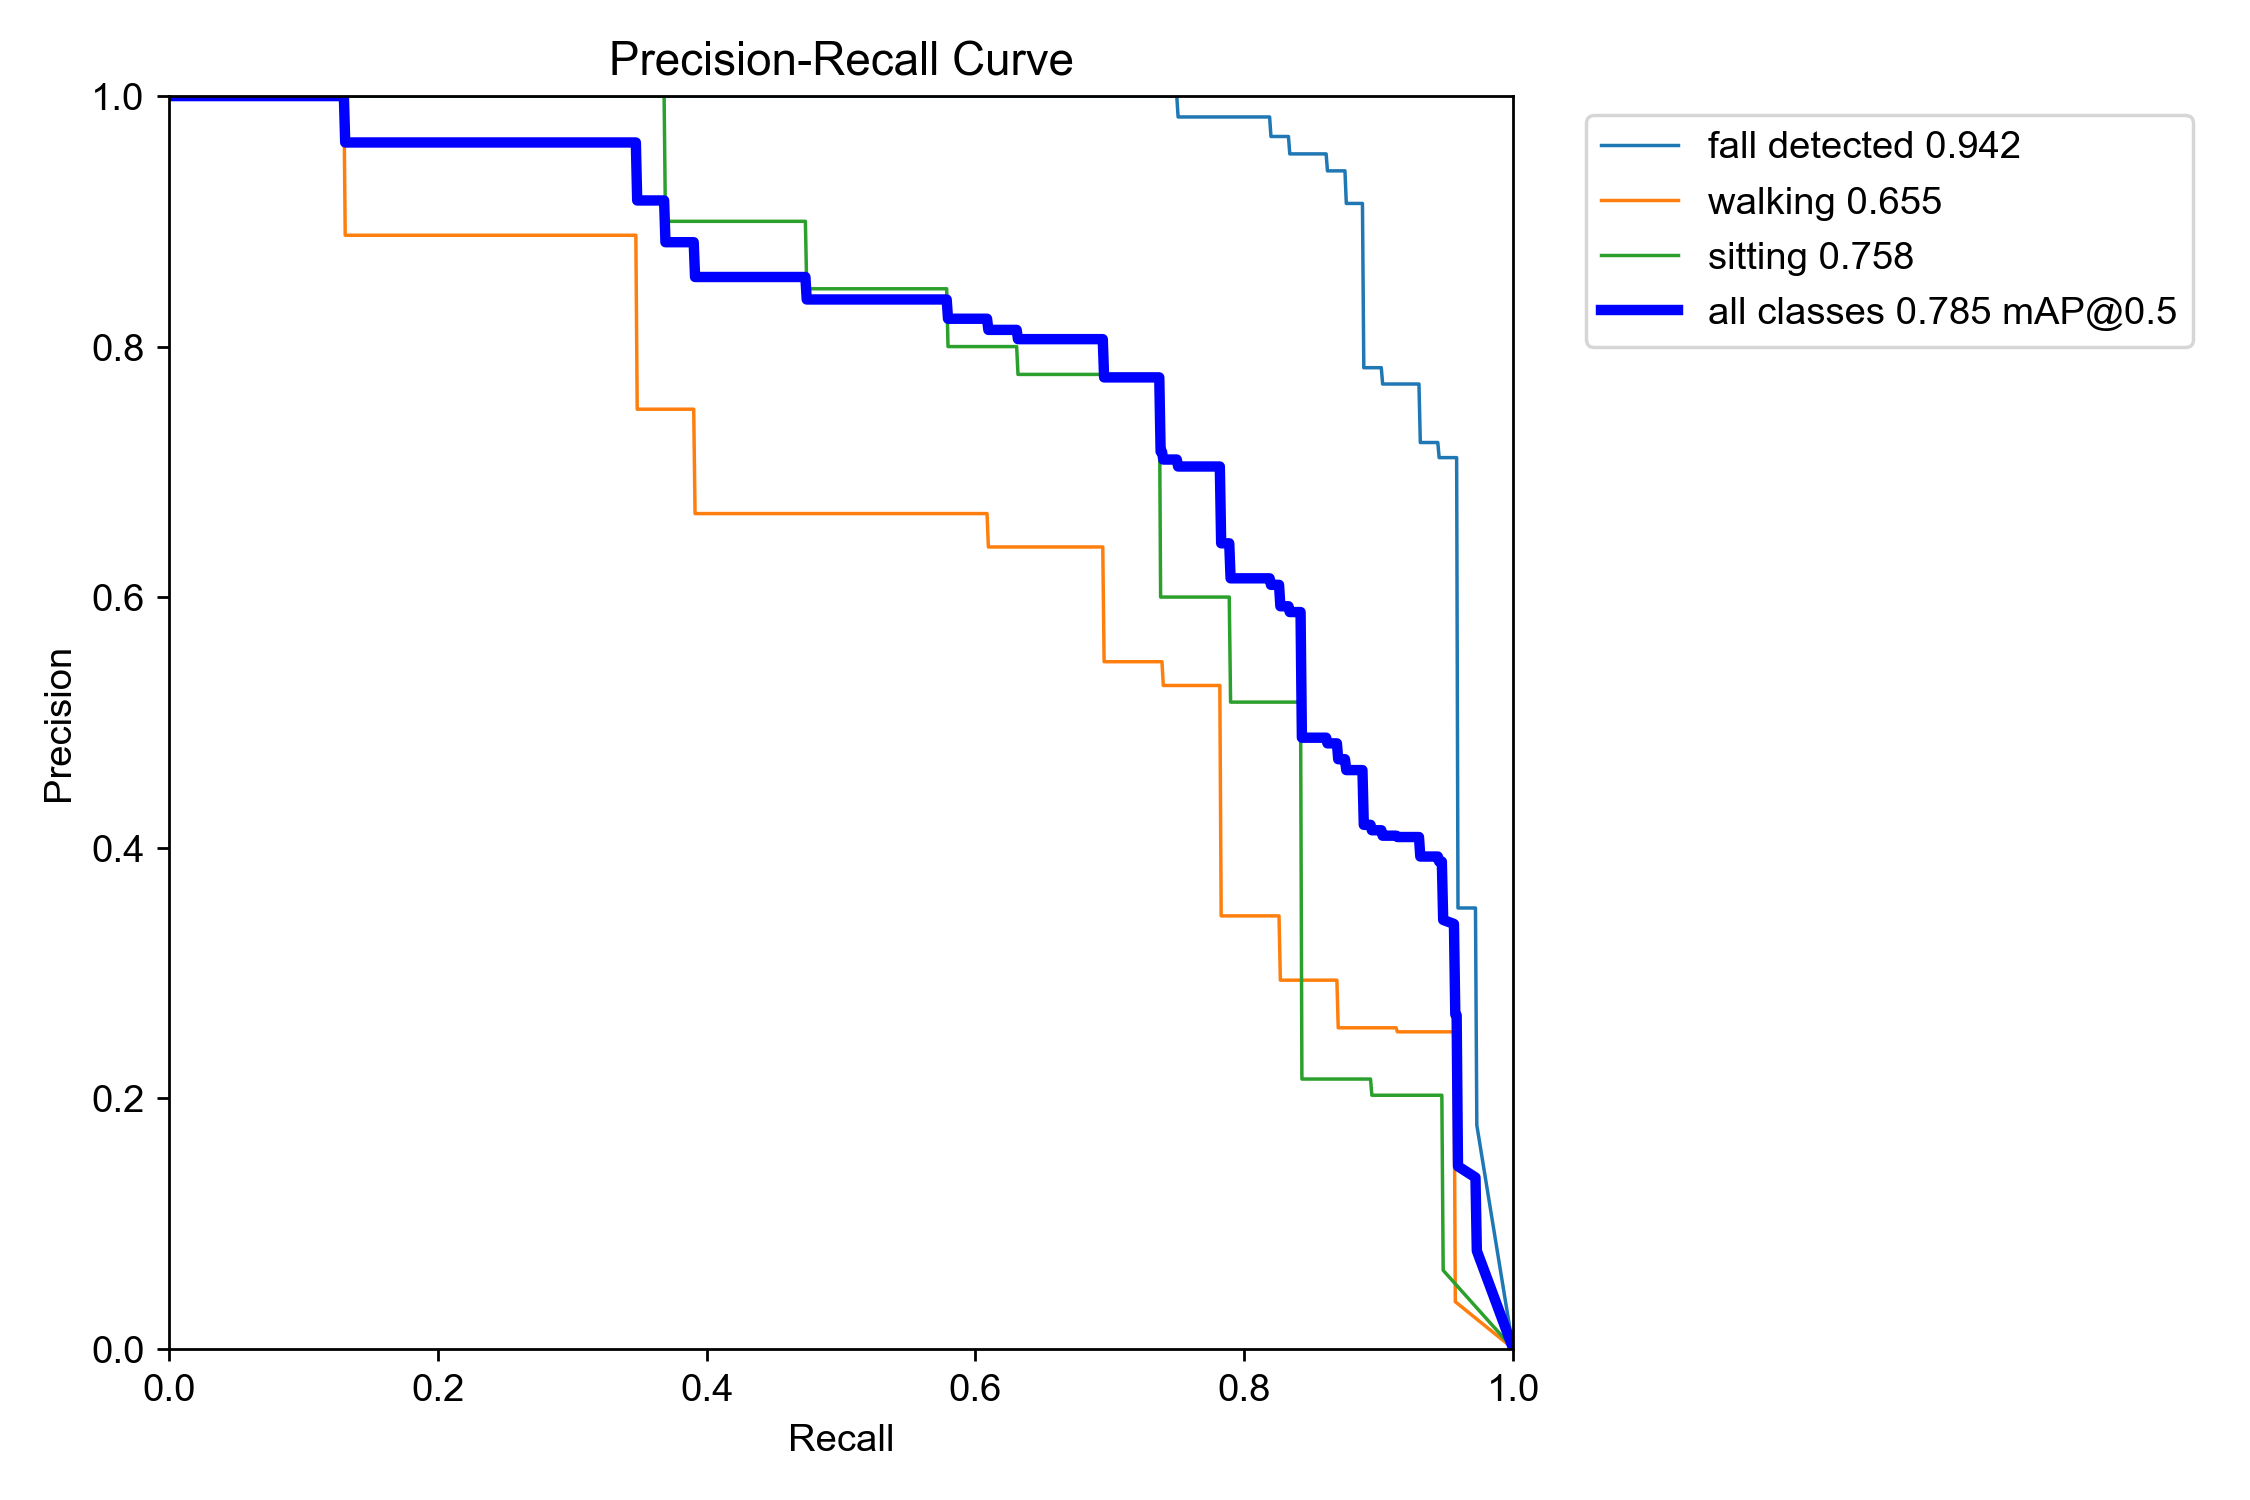 Precision-Recall Curve
1.0
0.8
0.6
0.4
0.2
0.0
Precision
0.0 0.2 0.4 0.6 0.8 1.0
Recall
fall detected 0.942
walking 0.655
sitting 0.758
all classes 0.785 mAP@0.5